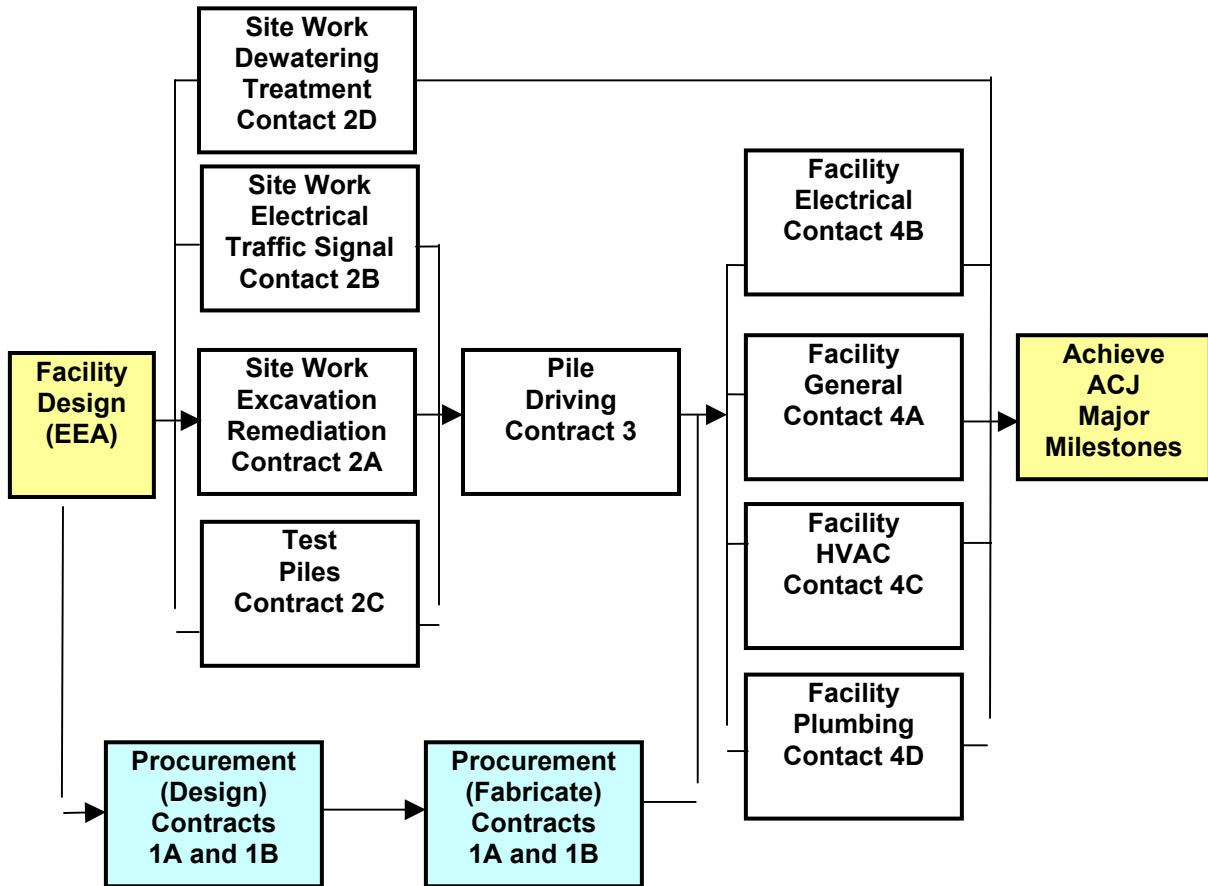 Site Work
Dewatering
Treatment
Contact 2D
Site Work
Electrical
Traffic Signal
Contact 2B
Facility
Electrical
Contact 4B
Facility
Design
(EEA)
Site Work
Excavation
Remediation
Contract 2A
Pile
Driving
Contract 3
Facility
General
Contact 4A
Achieve
ACJ
Major
Milestones
Test
Piles
Contract 2C
Facility
HVAC
Contact 4C
Facility
Plumbing
Contact 4D
Procurement
(Design)
Contracts
1A and 1B
Procurement
(Fabricate)
Contracts
1A and 1B